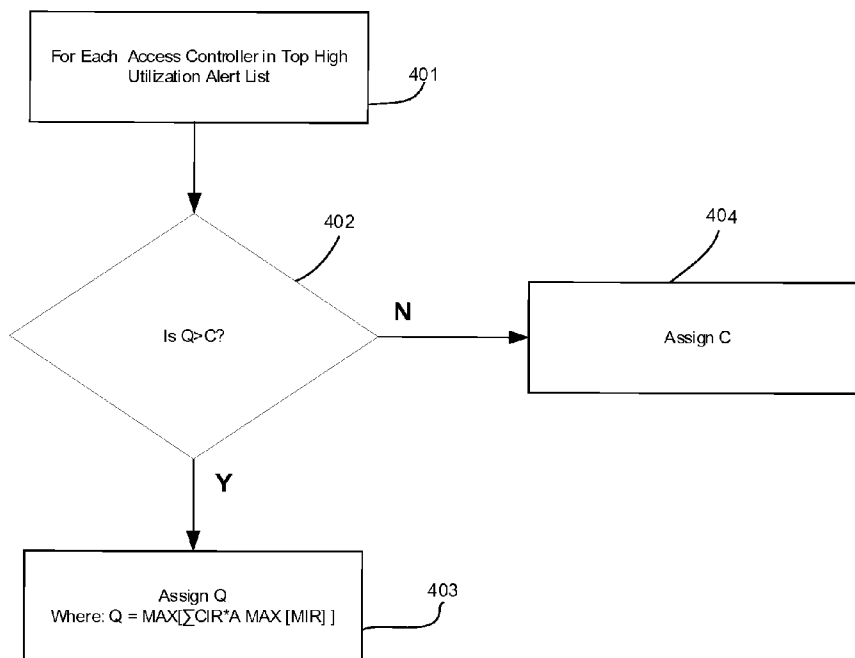 For Each Access Controller in Top High
Utilization Alert List
401
402
404
Is Q>C?
N
Assign C
Y
Assign Q
Where: Q = MAX[∑CIR*A MAX [MIR] ]
403